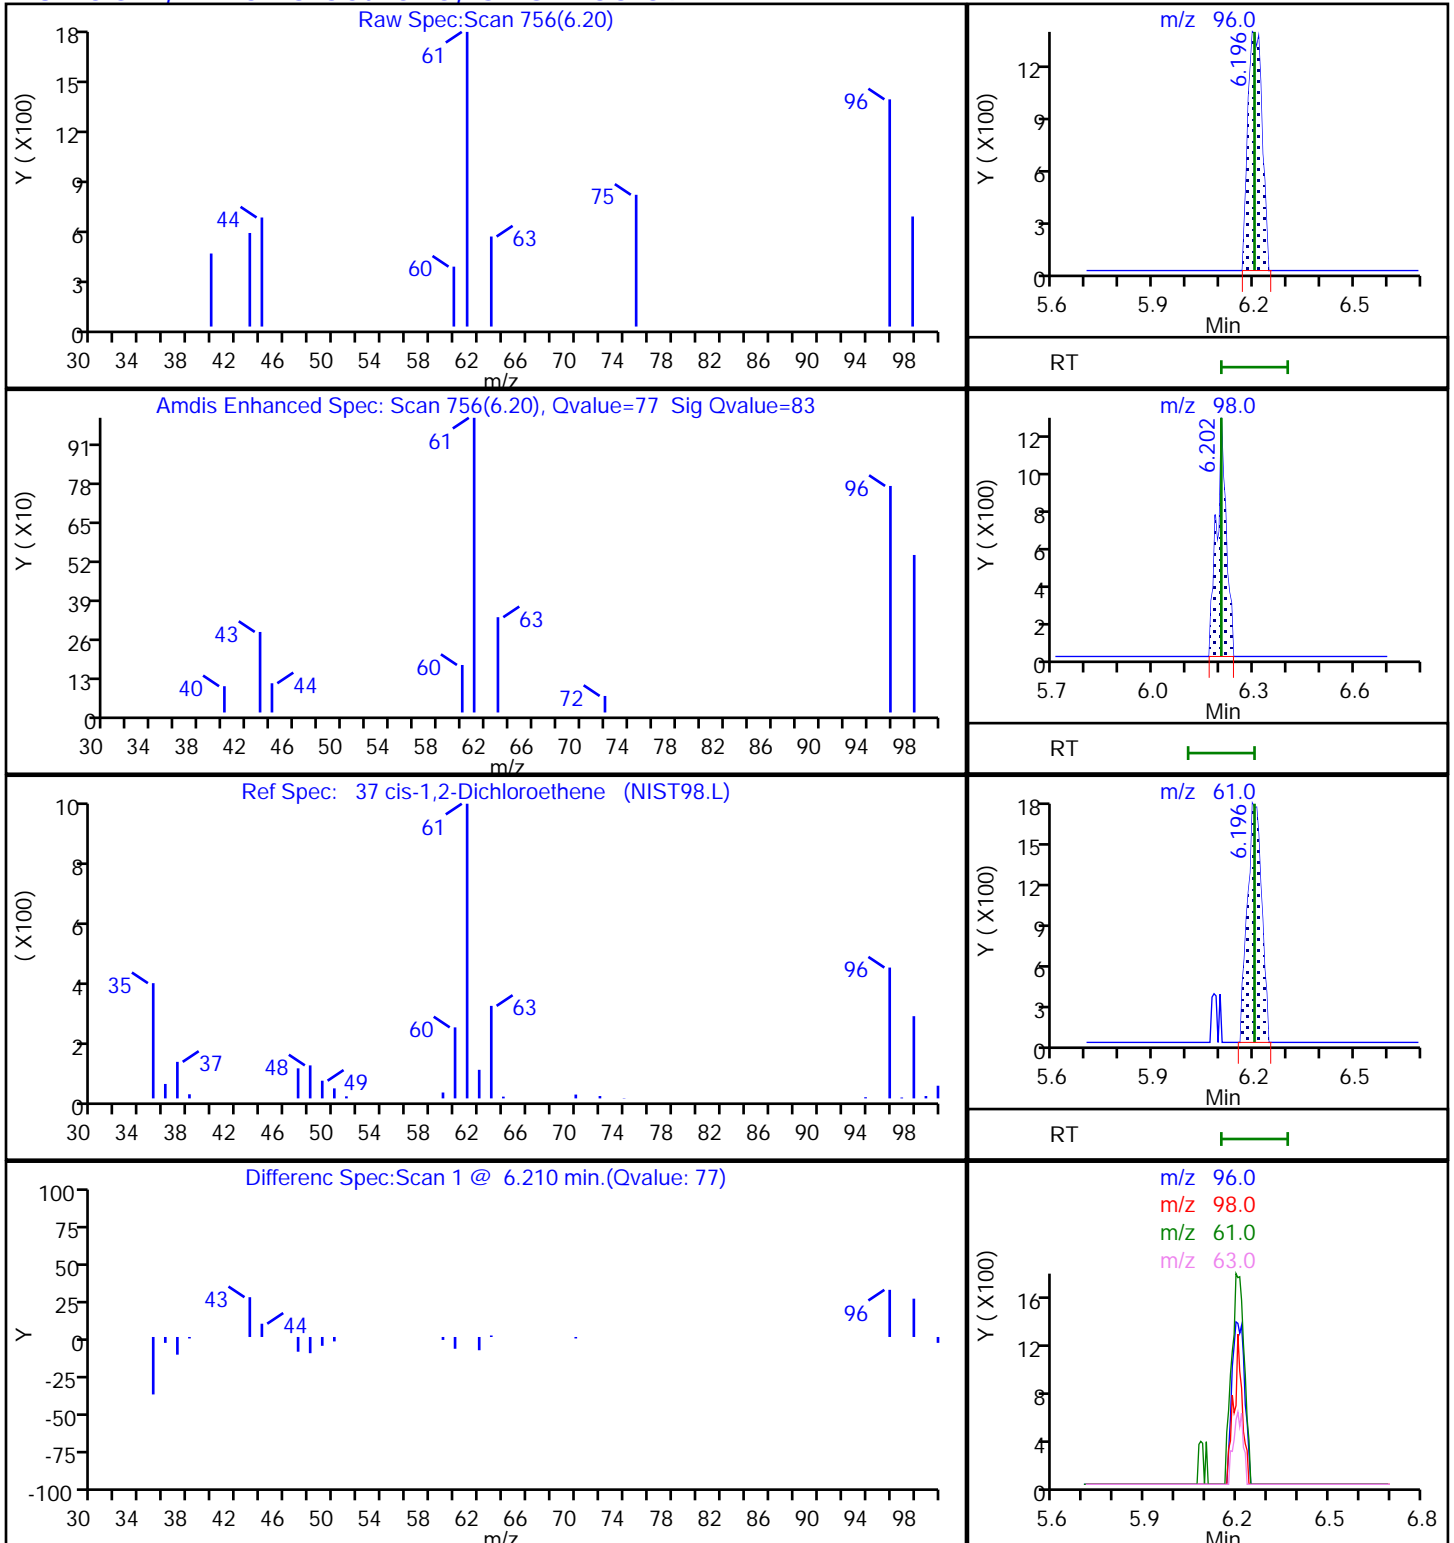 Raw Spec:Scan 756(6.20)
Y ( X100)
18
15
12
9
6
3
0
61
96
75
44
63
60
30 34 38 42 46 50 54 58 62 66 70 74 78 82 86 90 94 98
m/z
m/z 96.0
Y ( X100)
12
9
6
3
0
6.196
5.6 5.9 6.2 6.5
Min
RT
Amdis Enhanced Spec: Scan 756(6.20), Qvalue=77 Sig Qvalue=83
Y ( X10)
91
78
65
52
39
26
13
0
61
96
43
63
60
40
44
72
30 34 38 42 46 50 54 58 62 66 70 74 78 82 86 90 94 98
m/z
m/z 98.0
Y ( X100)
12
10
8
6
4
2
0
6.202
5.7 6.0 6.3 6.6
Min
RT
Ref Spec: 37 cis-1,2-Dichloroethene (NIST98.L)
( X100)
10
8
6
4
2
0
61
96
35
63
60
37
48
49
30 34 38 42 46 50 54 58 62 66 70 74 78 82 86 90 94 98
m/z 61.0
Y ( X100)
18
15
12
9
6
3
0
6.196
5.6 5.9 6.2 6.5
Min
RT
Differenc Spec:Scan 1 @ 6.210 min.(Qvalue: 77)
Y
100
75
50
25
0
-25
-50
-75
-100
43
44
96
30 34 38 42 46 50 54 58 62 66 70 74 78 82 86 90 94 98
m/z
m/z 96.0
m/z 98.0
m/z 61.0
m/z 63.0
Y ( X100)
16
12
8
4
0
5.6 5.9 6.2 6.5 6.8
Min